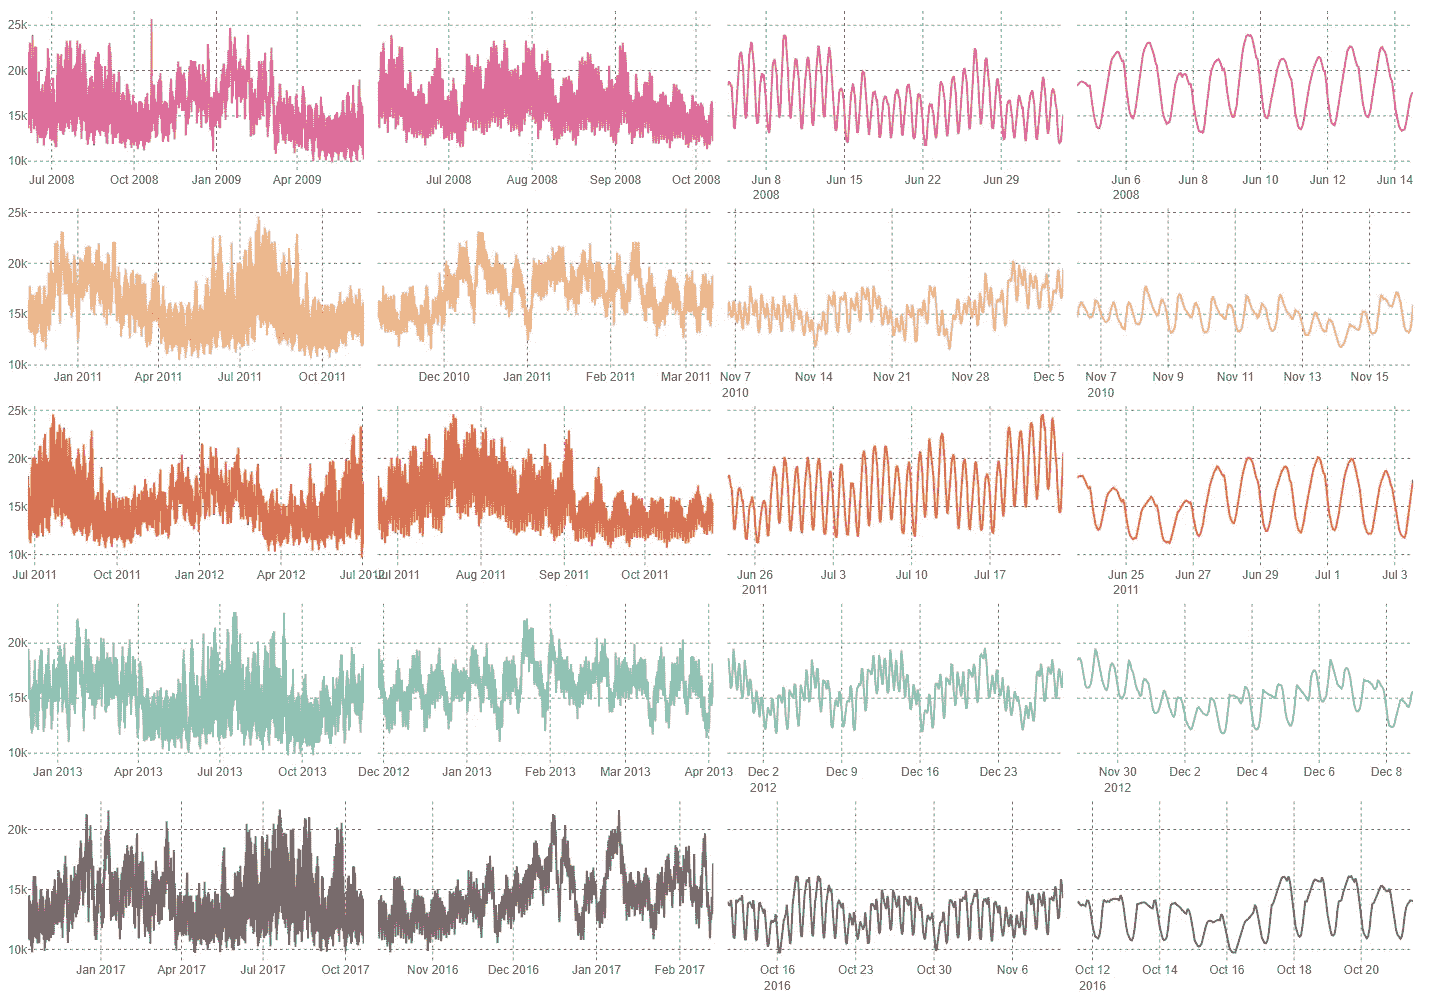 25k
20k
15k
10k
Jul 2008 Oct 2008 Jan 2009 Apr 2009 Jul 2008 Aug 2008 Sep 2008 Oct 2008 Jun 8 Jun 15 Jun 22 Jun 29 Jun 6 Jun 8 Jun 10 Jun 12 Jun 14
2008 2008
25k
20k
15k
10k
Jan 2011 Apr 2011 Jul 2011 Oct 2011 Dec 2010 Jan 2011 Feb 2011 Mar 2011 Nov 7 Nov 14 Nov 21 Nov 28 Dec 5 Nov 7 Nov 9 Nov 11 Nov 13 Nov 15
2010 2010
25k
20k
15k
10k
Jul 2011 Oct 2011 Jan 2012 Apr 2012 Jul 2012 Jul 2011 Aug 2011 Sep 2011 Oct 2011 Jun 26 Jul 3 Jul 10 Jul 17 Jun 25 Jun 27 Jun 29 Jul 1 Jul 3
2011 2011
20k
15k
10k
Jan 2013 Apr 2013 Jul 2013 Oct 2013 Dec 2012 Jan 2013 Feb 2013 Mar 2013 Apr 2013 Dec 2 Dec 9 Dec 16 Dec 23 Nov 30 Dec 2 Dec 4 Dec 6 Dec 8
2012 2012
20k
15k
10k
Jan 2017 Apr 2017 Jul 2017 Oct 2017 Nov 2016 Dec 2016 Jan 2017 Feb 2017 Oct 16 Oct 23 Oct 30 Nov 6 Oct 12 Oct 14 Oct 16 Oct 18 Oct 20
2016 2016